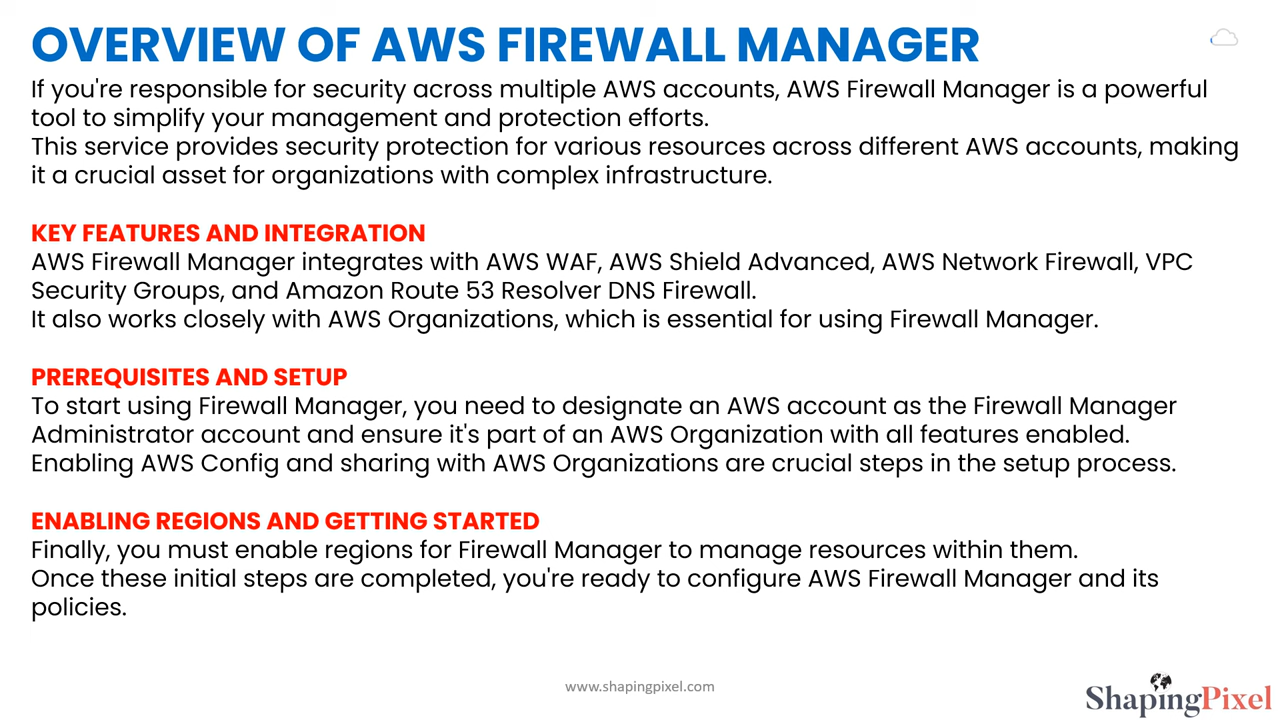 OVERVIEW OF AWS FIREWALL MANAGER
If you're responsible for security across multiple AWS accounts, AWS Firewall Manager is a powerful
tool to simplify your management and protection efforts.
This service provides security protection for various resources across different AWS accounts, making
it a crucial asset for organizations with complex infrastructure.
KEY FEATURES AND INTEGRATION
AWS Firewall Manager integrates with AWS WAF, AWS Shield Advanced, AWS Network Firewall, VPC
Security Groups, and Amazon Route 53 Resolver DNS Firewall.
It also works closely with AWS Organizations, which is essential for using Firewall Manager.
PREREQUISITES AND SETUP
To start using Firewall Manager, you need to designate an AWS account as the Firewall Manager
Administrator account and ensure it's part of an AWS Organization with all features enabled.
Enabling AWS Config and sharing with AWS Organizations are crucial steps in the setup process.
ENABLING REGIONS AND GETTING STARTED
Finally, you must enable regions for Firewall Manager to manage resources within them.
Once these initial steps are completed, you're ready to configure AWS Firewall Manager and its
policies.
www.shapingpixel.com
ShapingPixel